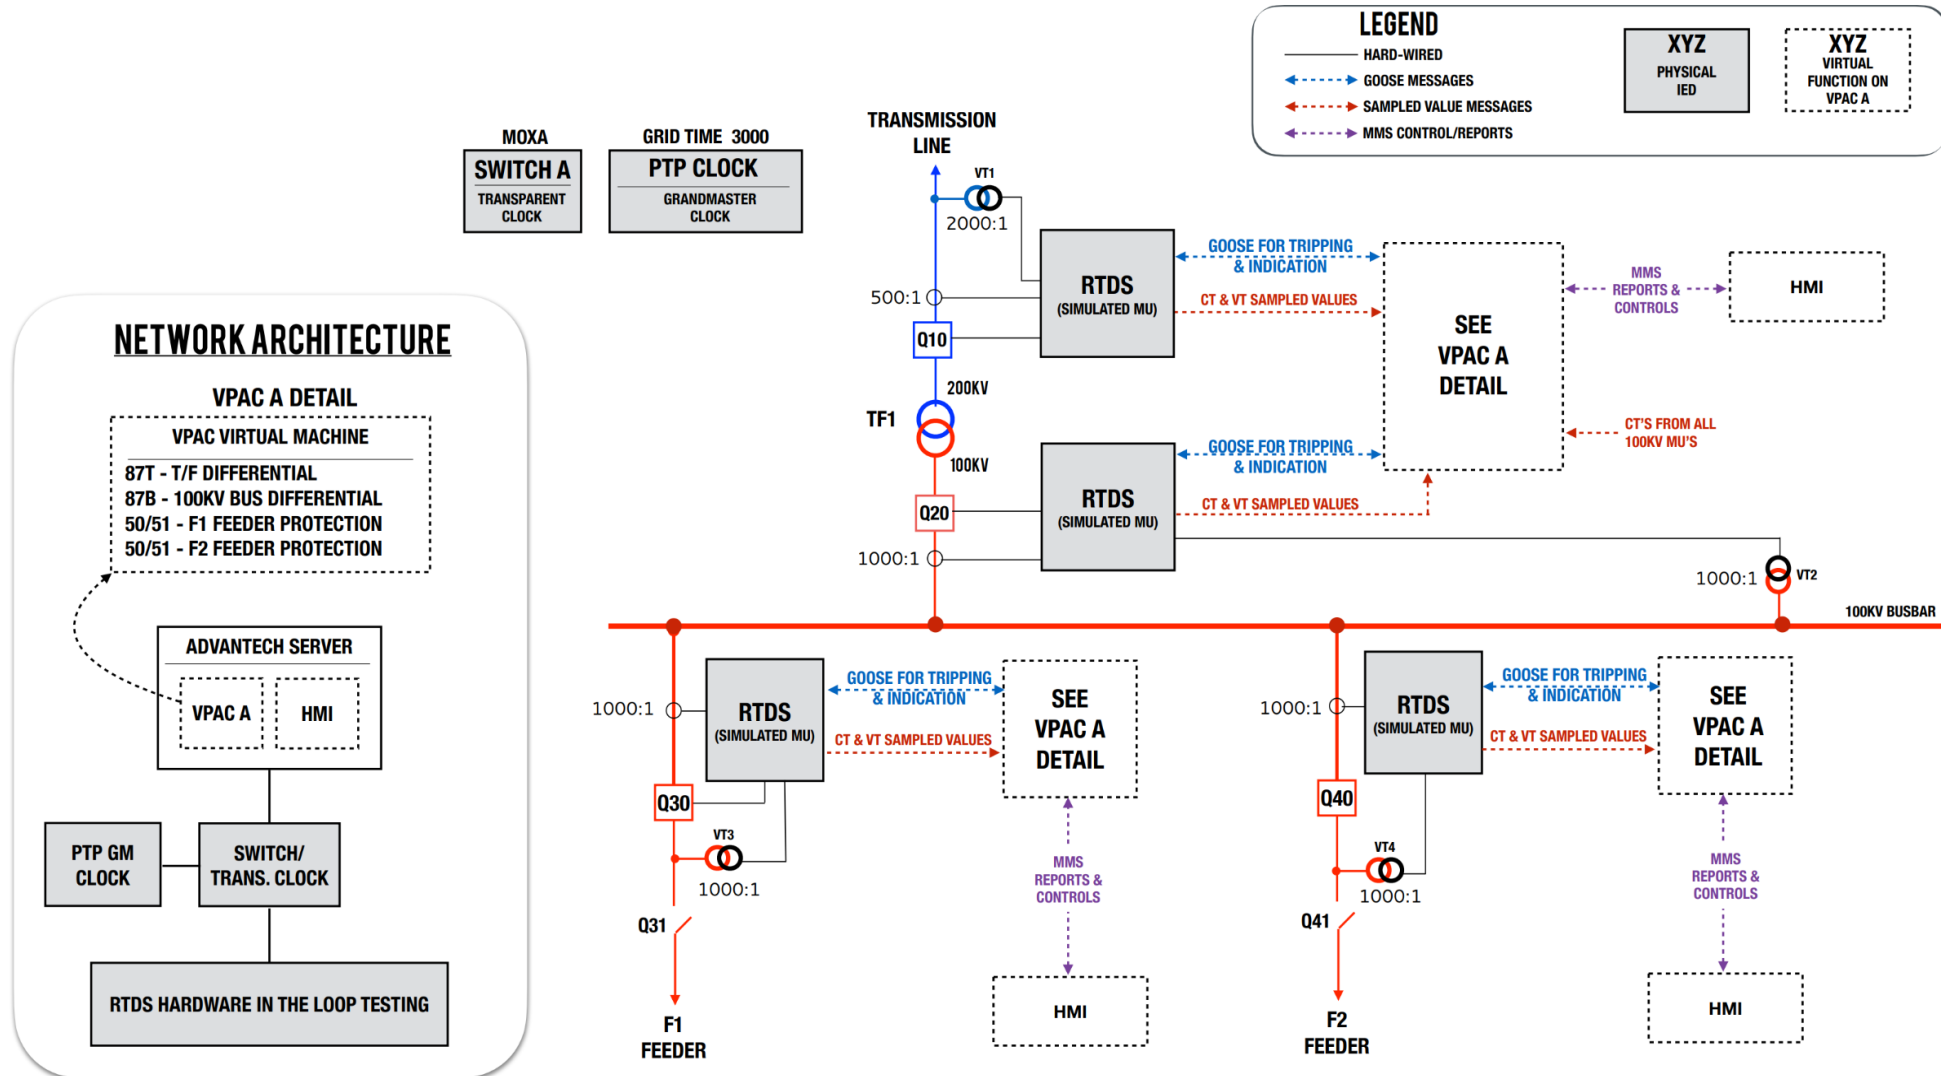 LEGEND
HARD-WIRED
GOOSE MESSAGES
SAMPLED VALUE MESSAGES
MMS CONTROL/REPORTS
XYZ
PHYSICAL
IED
XYZ
VIRTUAL
FUNCTION ON
VPAC A
MOXA
SWITCH A
TRANSPARENT
CLOCK
GRID TIME 3000
PTP CLOCK
GRANDMASTER
CLOCK
TRANSMISSION
LINE
VT1
2000:1
500:1
Q10
200KV
TF1
100KV
Q20
1000:1
RTDS
(SIMULATED MU)
GOOSE FOR TRIPPING
& INDICATION
CT & VT SAMPLED VALUES
RTDS
(SIMULATED MU)
GOOSE FOR TRIPPING
& INDICATION
CT & VT SAMPLED VALUES
SEE
VPAC A
DETAIL
MMS
REPORTS &
CONTROLS
HMI
CT'S FROM ALL
100KV MU'S
1000:1
VT2
100KV BUSBAR
NETWORK ARCHITECTURE
VPAC A DETAIL
VPAC VIRTUAL MACHINE
87T - T/F DIFFERENTIAL
87B - 100KV BUS DIFFERENTIAL
50/51 - F1 FEEDER PROTECTION
50/51 - F2 FEEDER PROTECTION
ADVANTECH SERVER
VPAC A
HMI
PTP GM
CLOCK
SWITCH/
TRANS. CLOCK
RTDS HARDWARE IN THE LOOP TESTING
1000:1
RTDS
(SIMULATED MU)
GOOSE FOR TRIPPING
& INDICATION
CT & VT SAMPLED VALUES
SEE
VPAC A
DETAIL
Q30
VT3
1000:1
Q31
F1
FEEDER
MMS
REPORTS &
CONTROLS
HMI
1000:1
RTDS
(SIMULATED MU)
GOOSE FOR TRIPPING
& INDICATION
CT & VT SAMPLED VALUES
SEE
VPAC A
DETAIL
Q40
VT4
1000:1
Q41
F2
FEEDER
MMS
REPORTS &
CONTROLS
HMI